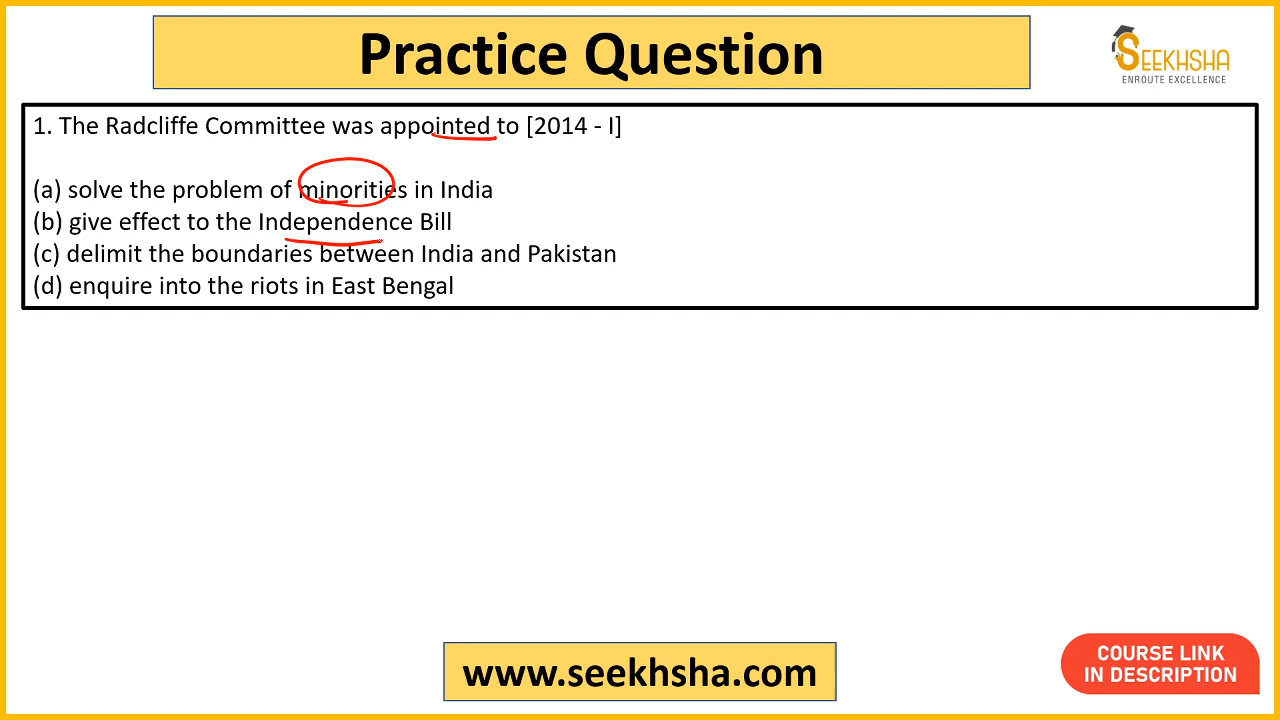 Practice Question
SEEKHSHA
ENROUTE EXCELLENCE
1. The Radcliffe Committee was appointed to [2014 - I]
(a) solve the problem of minorities in India
(b) give effect to the Independence Bill
(c) delimit the boundaries between India and Pakistan
(d) enquire into the riots in East Bengal
www.seekhsha.com
COURSE LINK
IN DESCRIPTION